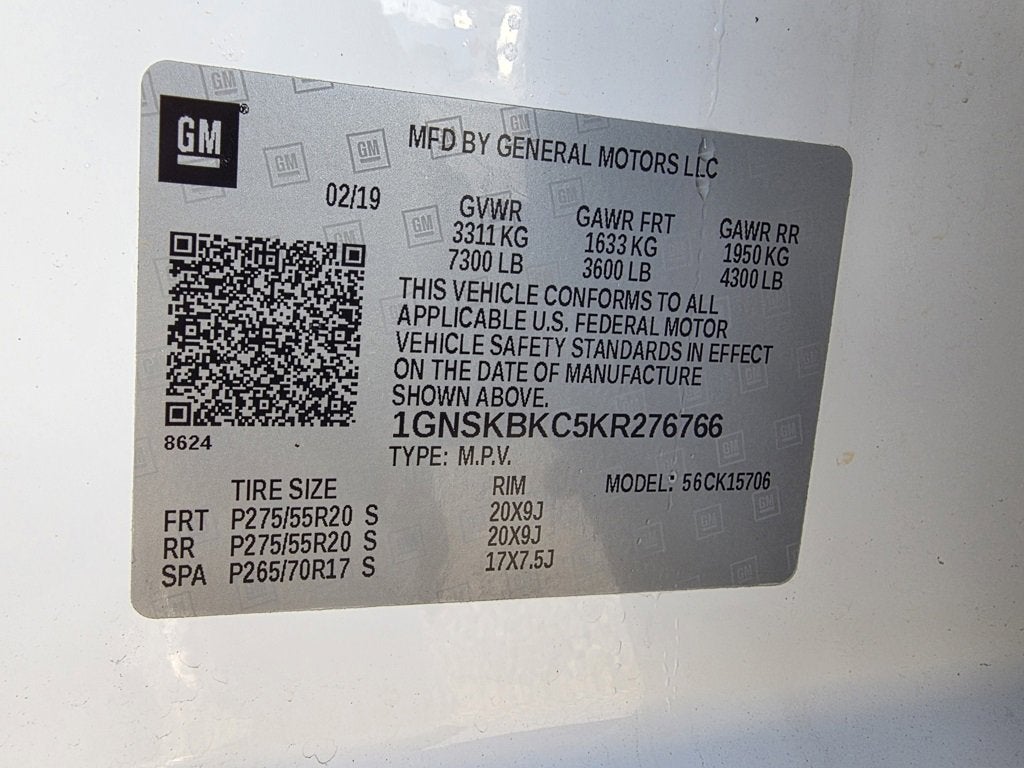 GM
MFD BY GENERAL MOTORS LLC
02/19
GVWR GAWR FRT GAWR RR
3311 KG 1633 KG 1950 KG
7300 LB 3600 LB 4300 LB
THIS VEHICLE CONFORMS TO ALL
APPLICABLE U.S. FEDERAL MOTOR
VEHICLE SAFETY STANDARDS IN EFFECT
ON THE DATE OF MANUFACTURE
SHOWN ABOVE.
1GNSKBKC5KR276766
8624
TYPE: M.P.V. MODEL: 56CK15706
TIRE SIZE RIM
FRT P275/55R20 S 20X9J
RR P275/55R20 S 20X9J
SPA P265/70R17 S 17X7.5J